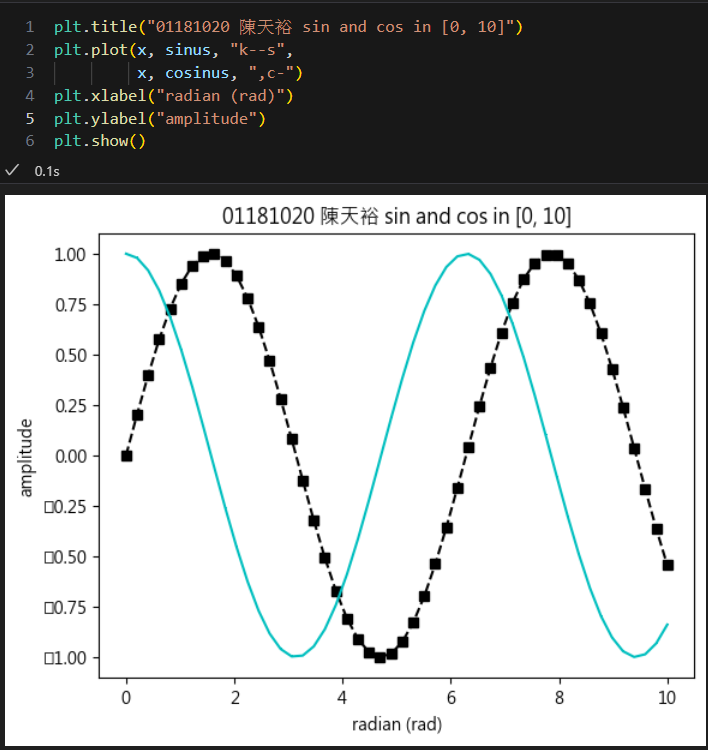 1 plt.title("01181020 陳天裕 sin and cos in [0, 10]")
2 plt.plot(x, sinus, "k--s",
3 x, cosinus, ",c-")
4 plt.xlabel("radian (rad)")
5 plt.ylabel("amplitude")
6 plt.show()
0.1s
01181020 陳天裕 sin and cos in [0, 10]
1.00
0.75
0.50
0.25
0.00
□0.25
□0.50
□0.75
□1.00
amplitude
0 2 4 6 8 10
radian (rad)